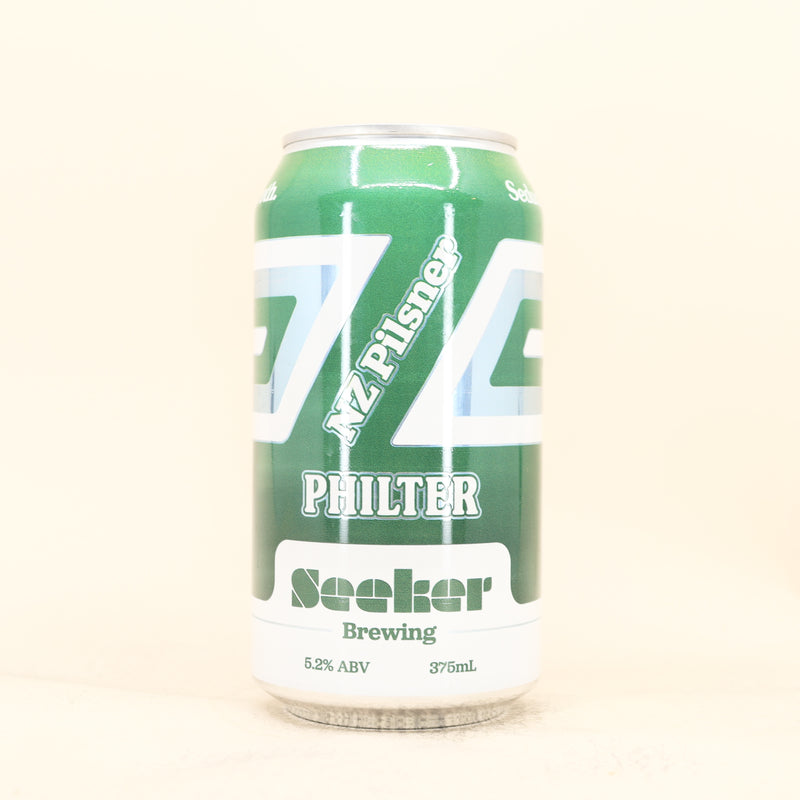 NZ Pilsner
PHILTER
Seeker
Brewing
5.2% ABV 375mL